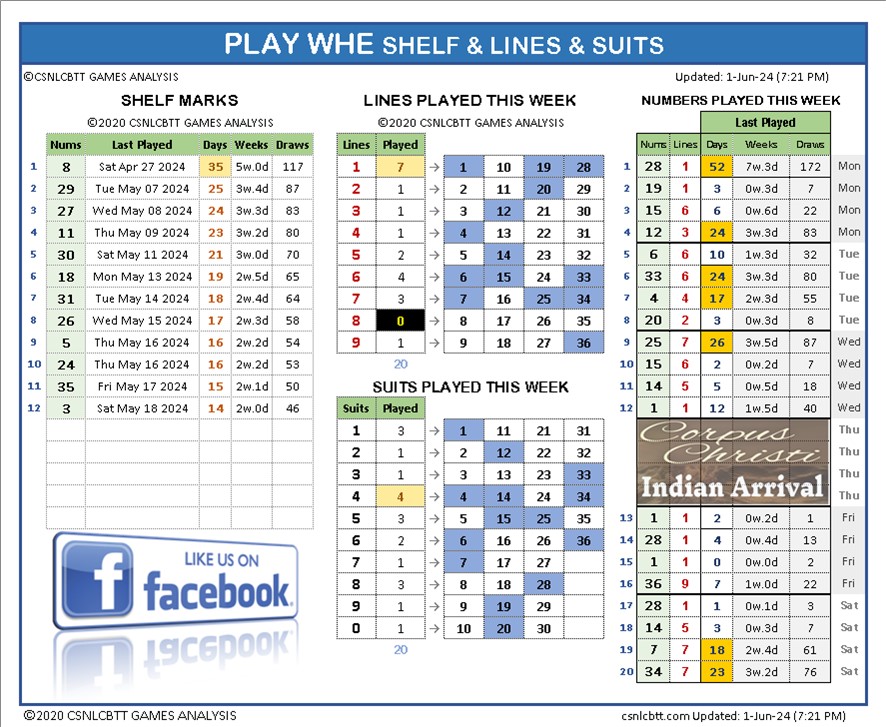 PLAY WHE SHELF & LINES & SUITS
©CSNLCBTT GAMES ANALYSIS
Updated: 1-Jun-24 (7:21 PM)
SHELF MARKS
©2020 CSNLCBTT GAMES ANALYSIS
Nums Last Played Days Weeks Draws
1 8 Sat Apr 27 2024 35 5w.0d 117
2 29 Tue May 07 2024 25 3w.4d 87
3 27 Wed May 08 2024 24 3w.3d 83
4 11 Thu May 09 2024 23 3w.2d 80
5 30 Sat May 11 2024 21 3w.0d 70
6 18 Mon May 13 2024 19 2w.5d 65
7 31 Tue May 14 2024 18 2w.4d 64
8 26 Wed May 15 2024 17 2w.3d 58
9 5 Thu May 16 2024 16 2w.2d 54
10 24 Thu May 16 2024 16 2w.2d 53
11 35 Fri May 17 2024 15 2w.1d 50
12 3 Sat May 18 2024 14 2w.0d 46
LIKE US ON
facebook
LINES PLAYED THIS WEEK
©2020 CSNLCBTT GAMES ANALYSIS
Lines Played
1 7 → 1 10 19 28
2 1 → 2 11 20 29
3 1 → 3 12 21 30
4 1 → 4 13 22 31
5 2 → 5 14 23 32
6 4 → 6 15 24 33
7 3 → 7 16 25 34
8 0 → 8 17 26 35
9 1 → 9 18 27 36
20
SUITS PLAYED THIS WEEK
Suits Played
1 3 → 1 11 21 31
2 1 → 2 12 22 32
3 1 → 3 13 23 33
4 4 → 4 14 24 34
5 3 → 5 15 25 35
6 2 → 6 16 26 36
7 1 → 7 17 27
8 3 → 8 18 28
9 1 → 9 19 29
0 1 → 10 20 30
20
NUMBERS PLAYED THIS WEEK
Last Played
Nums Lines Days Weeks Draws
1 28 1 52 7w.3d 172 Mon
2 19 1 3 0w.3d 7 Mon
3 15 6 6 0w.6d 22 Mon
4 12 3 24 3w.3d 83 Mon
5 6 6 10 1w.3d 32 Tue
6 33 6 24 3w.3d 80 Tue
7 4 4 17 2w.3d 55 Tue
8 20 2 3 0w.3d 8 Tue
9 25 7 26 3w.5d 87 Wed
10 15 6 2 0w.2d 7 Wed
11 14 5 5 0w.5d 18 Wed
12 1 1 12 1w.5d 40 Wed
Corpus Thu
Christi Thu
Thu
Indian Arrival Thu
13 1 1 2 0w.2d 1 Fri
14 28 1 4 0w.4d 13 Fri
15 1 1 0 0w.0d 2 Fri
16 36 9 7 1w.0d 22 Fri
17 28 1 1 0w.1d 3 Sat
18 14 5 3 0w.3d 7 Sat
19 7 7 18 2w.4d 61 Sat
20 34 7 23 3w.2d 76 Sat
©2020 CSNLCBTT GAMES ANALYSIS
csnlcbtt.com Updated: 1-Jun-24 (7:21 PM)